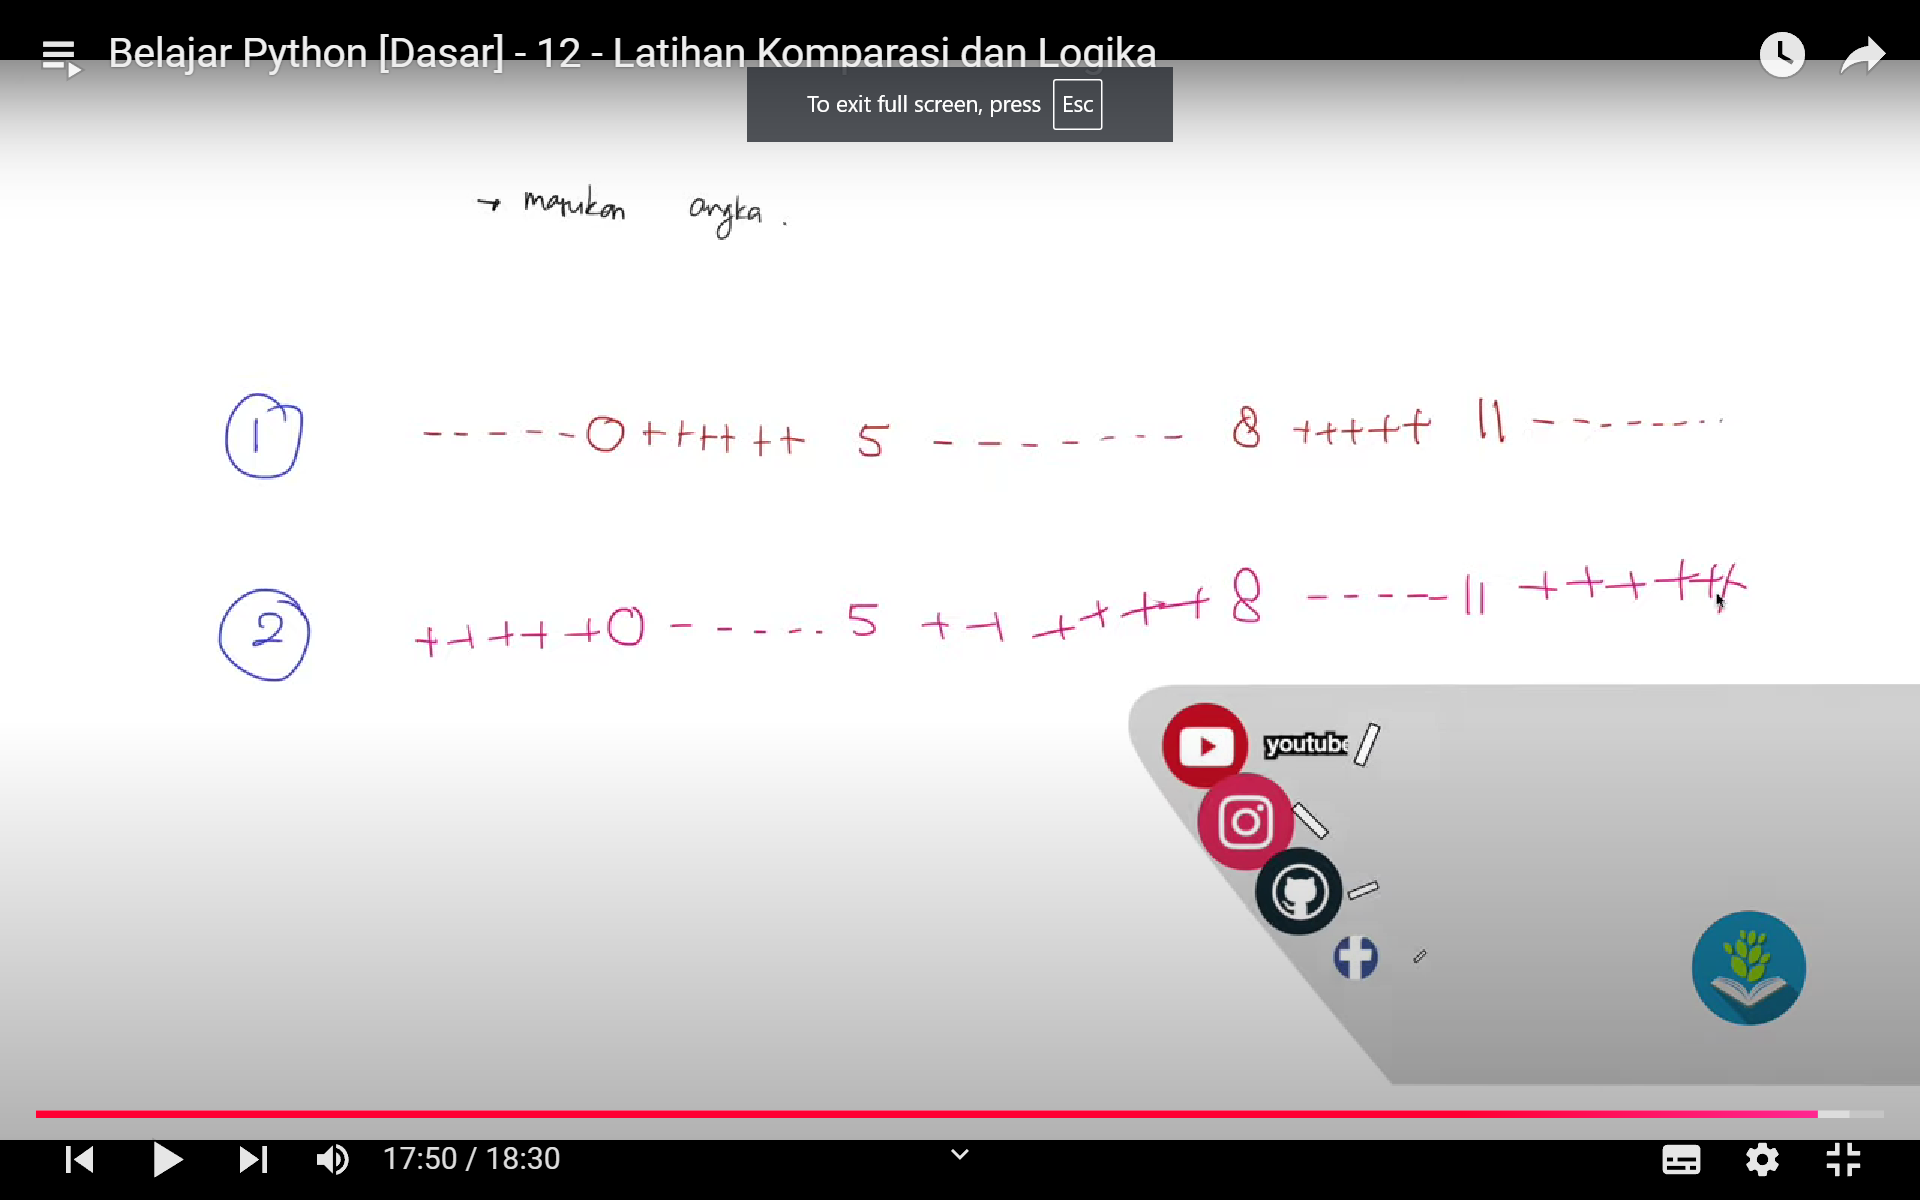 Belajar Python [Dasar] - 12 - Latihan Komparasi dan Logika
To exit full screen, press Esc
→ masukan angka .
1 ------0 +++++ ++ 5 ------- 8 +++++ 11 --------
2 +++++0 ------ 5 ++ +++++ 8 -----11 ++++++
youtube
17:50 / 18:30